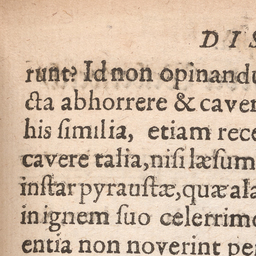 DIS
runt? Id non opinandu
cta abhorrere & caver
his ſimilia, etiam rece
cavere talia, niſi læſum
inſtar pyrauſtæ, quæ ala
in ignem ſuo celerrimo
entia non noverint per